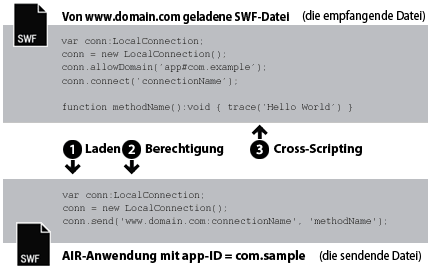 Von www.domain.com geladene SWF-Datei (die empfangende Datei)
SWF
var conn:LocalConnection;
conn = new LocalConnection();
conn.allowDomain('app#com.example');
conn.connect('connectionName');
function methodName():void { trace('Hello World') }
1 Laden 2 Berechtigung 3 Cross-Scripting
var conn:LocalConnection;
conn = new LocalConnection();
conn.send('www.domain.com:connectionName', 'methodName');
SWF
AIR-Anwendung mit app-ID = com.sample (die sendende Datei)